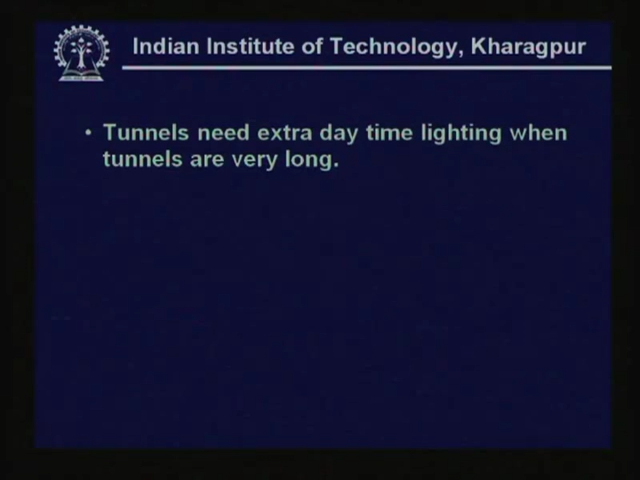 Indian Institute of Technology, Kharagpur
• Tunnels need extra day time lighting when
tunnels are very long.